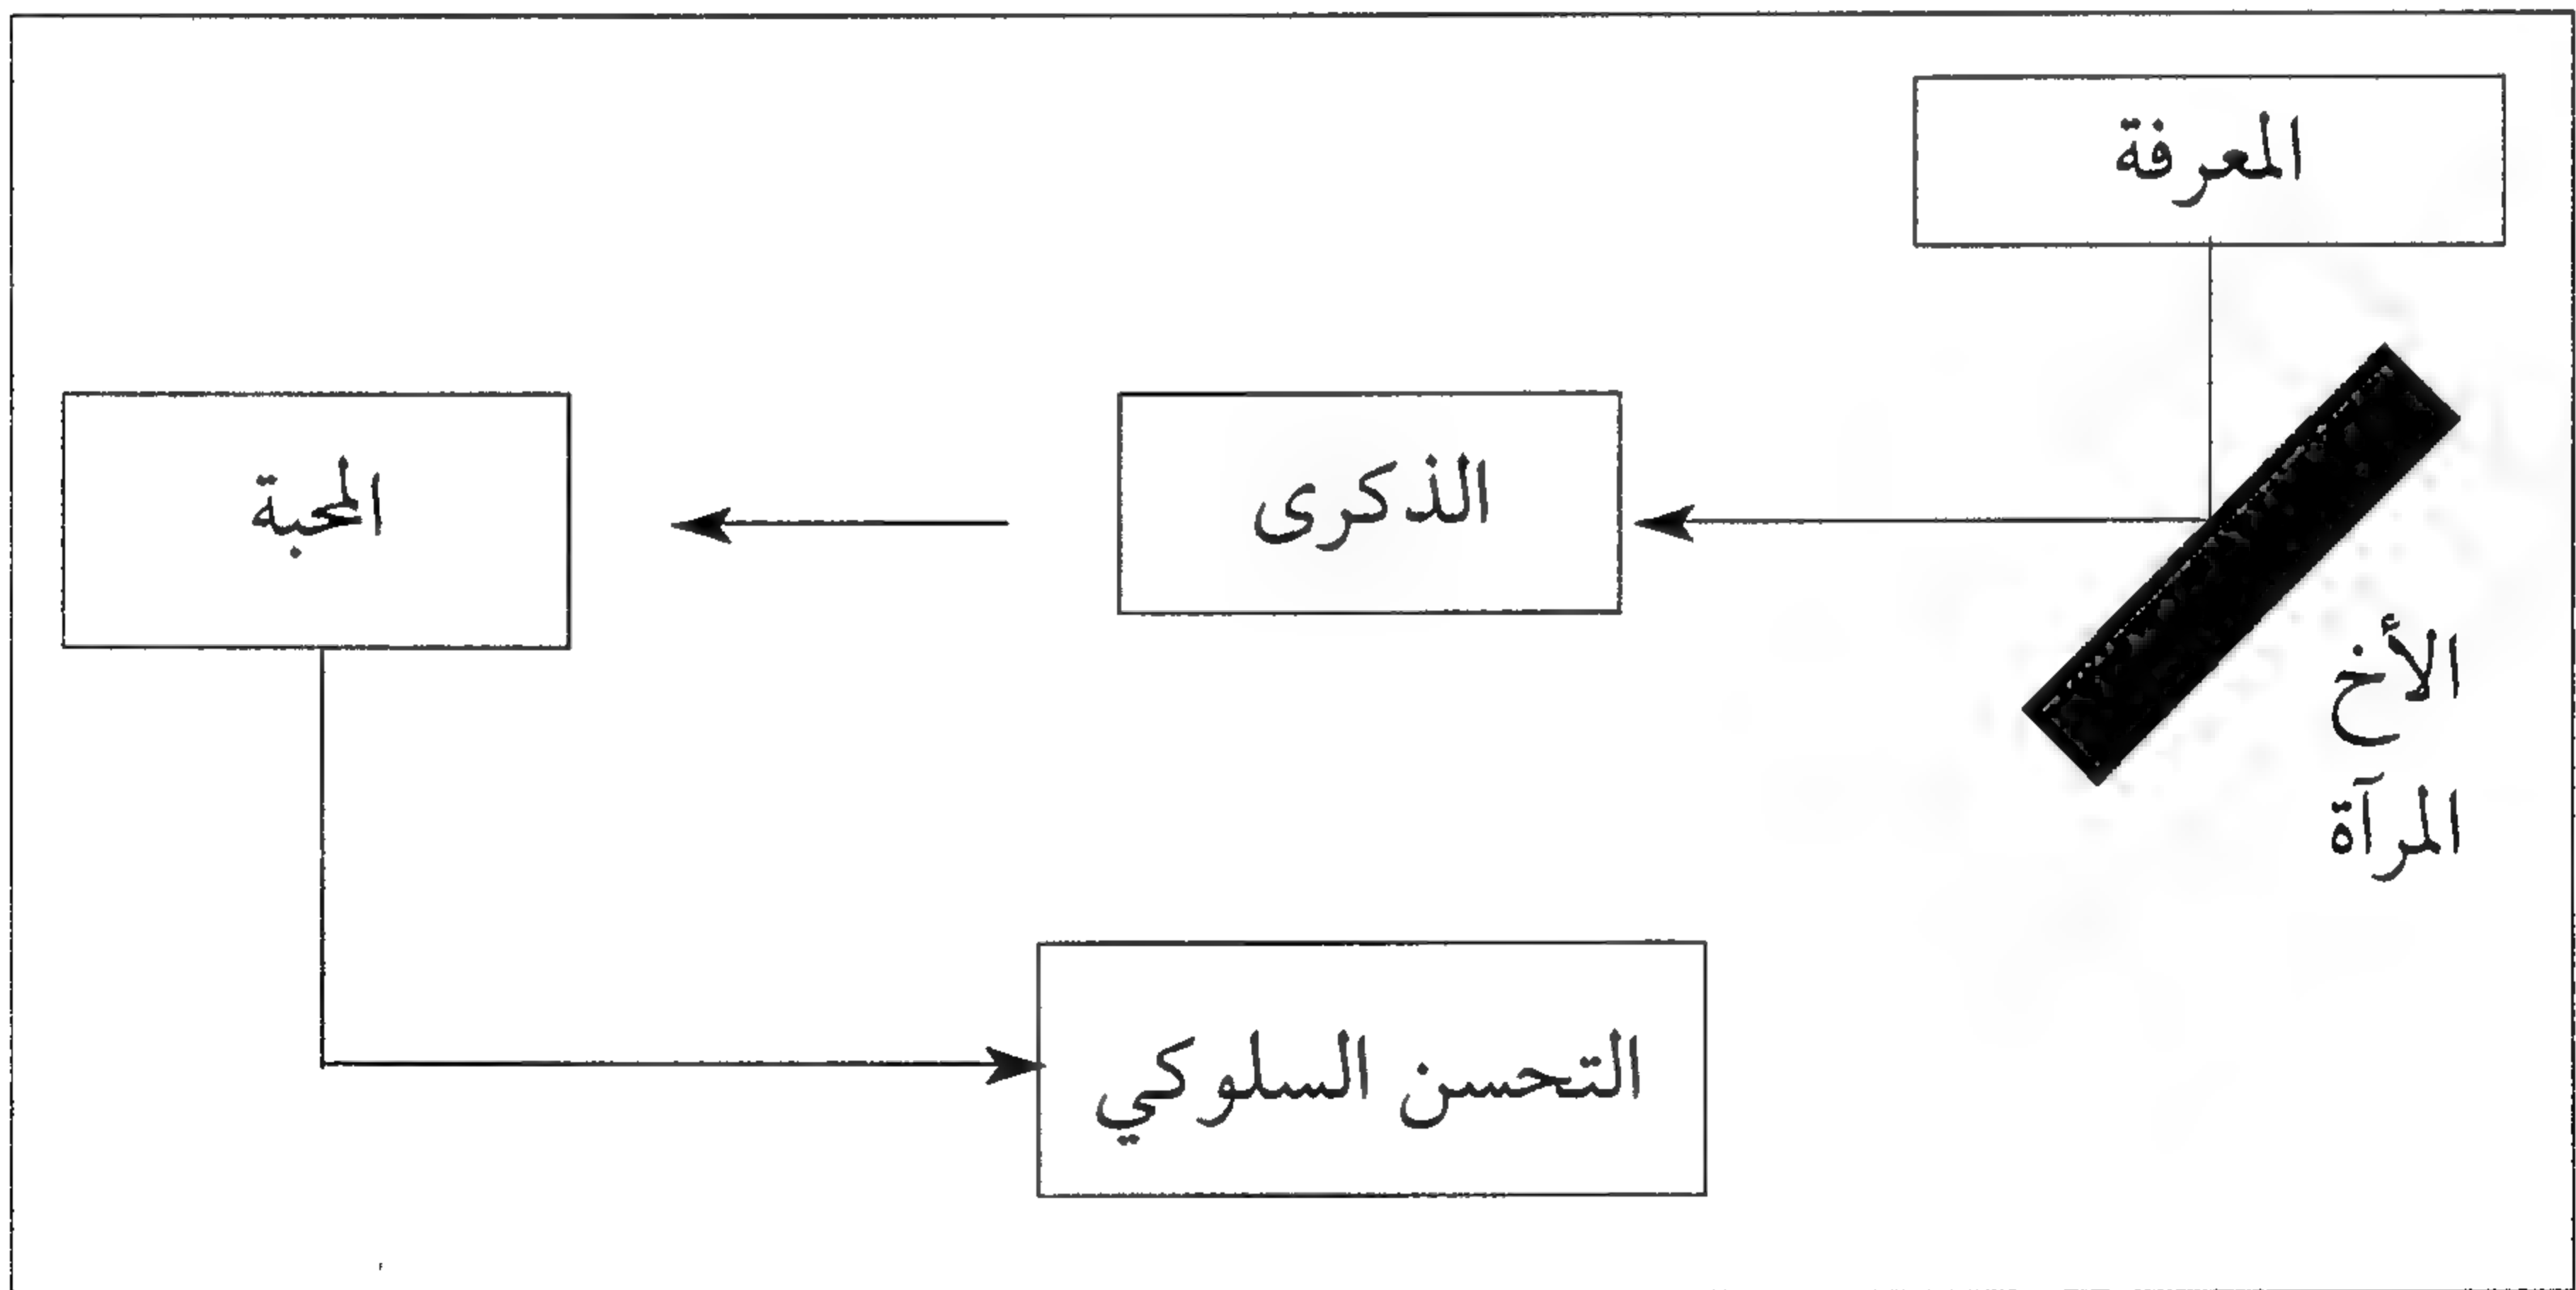 المعرفة
الذكرى
المحبة
الأخ
المرآة
التحسن السلوكي